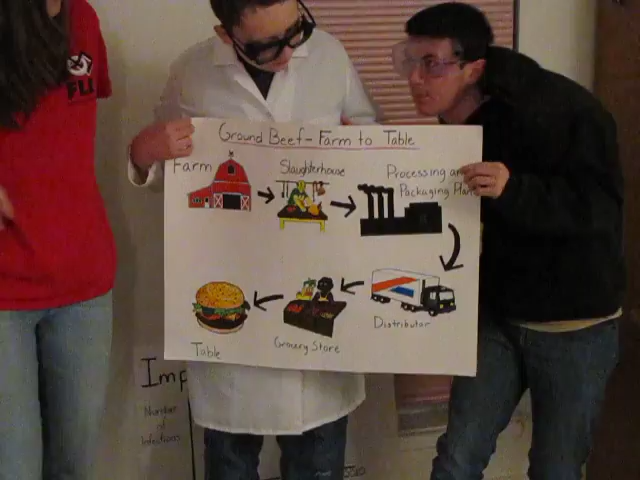 FLL
Ground Beef - Farm to Table
Farm
Slaughterhouse
Processing and
Packaging Plant
Distributor
Grocery Store
Table
Imp
Number
of
Infections